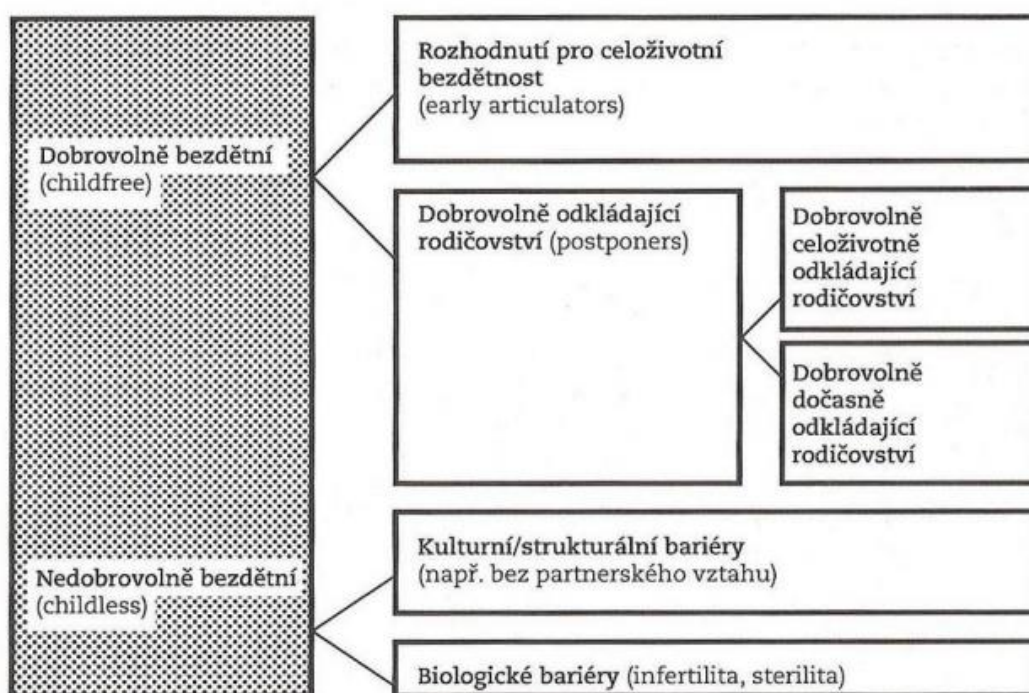 Rozhodnutí pro celoživotní
bezdětnost
(early articulators)
Dobrovolně bezdětní
(childfree)
Dobrovolně odkládající
rodičovství (postponers)
Dobrovolně
celoživotně
odkládající
rodičovství
Dobrovolně
dočasně
odkládající
rodičovství
Kulturní/strukturální bariéry
(např. bez partnerského vztahu)
Nedobrovolně bezdětní
(childless)
Biologické bariéry (infertilita, sterilita)